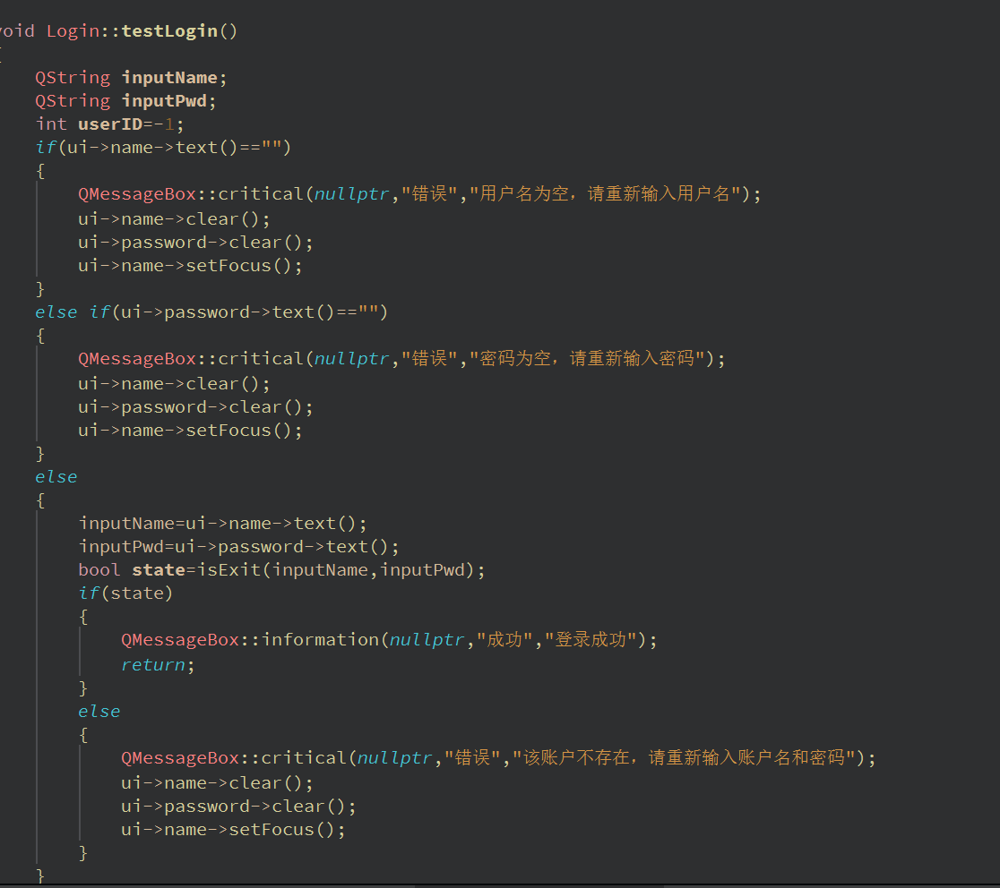 void Login::testLogin()
{
    QString inputName;
    QString inputPwd;
    int userID=-1;
    if(ui->name->text()=="")
    {
        QMessageBox::critical(nullptr,"错误","用户名为空，请重新输入用户名");
        ui->name->clear();
        ui->password->clear();
        ui->name->setFocus();
    }
    else if(ui->password->text()=="")
    {
        QMessageBox::critical(nullptr,"错误","密码为空，请重新输入密码");
        ui->name->clear();
        ui->password->clear();
        ui->name->setFocus();
    }
    else
    {
        inputName=ui->name->text();
        inputPwd=ui->password->text();
        bool state=isExit(inputName,inputPwd);
        if(state)
        {
            QMessageBox::information(nullptr,"成功","登录成功");
            return;
        }
        else
        {
            QMessageBox::critical(nullptr,"错误","该账户不存在，请重新输入账户名和密码");
            ui->name->clear();
            ui->password->clear();
            ui->name->setFocus();
        }
    }